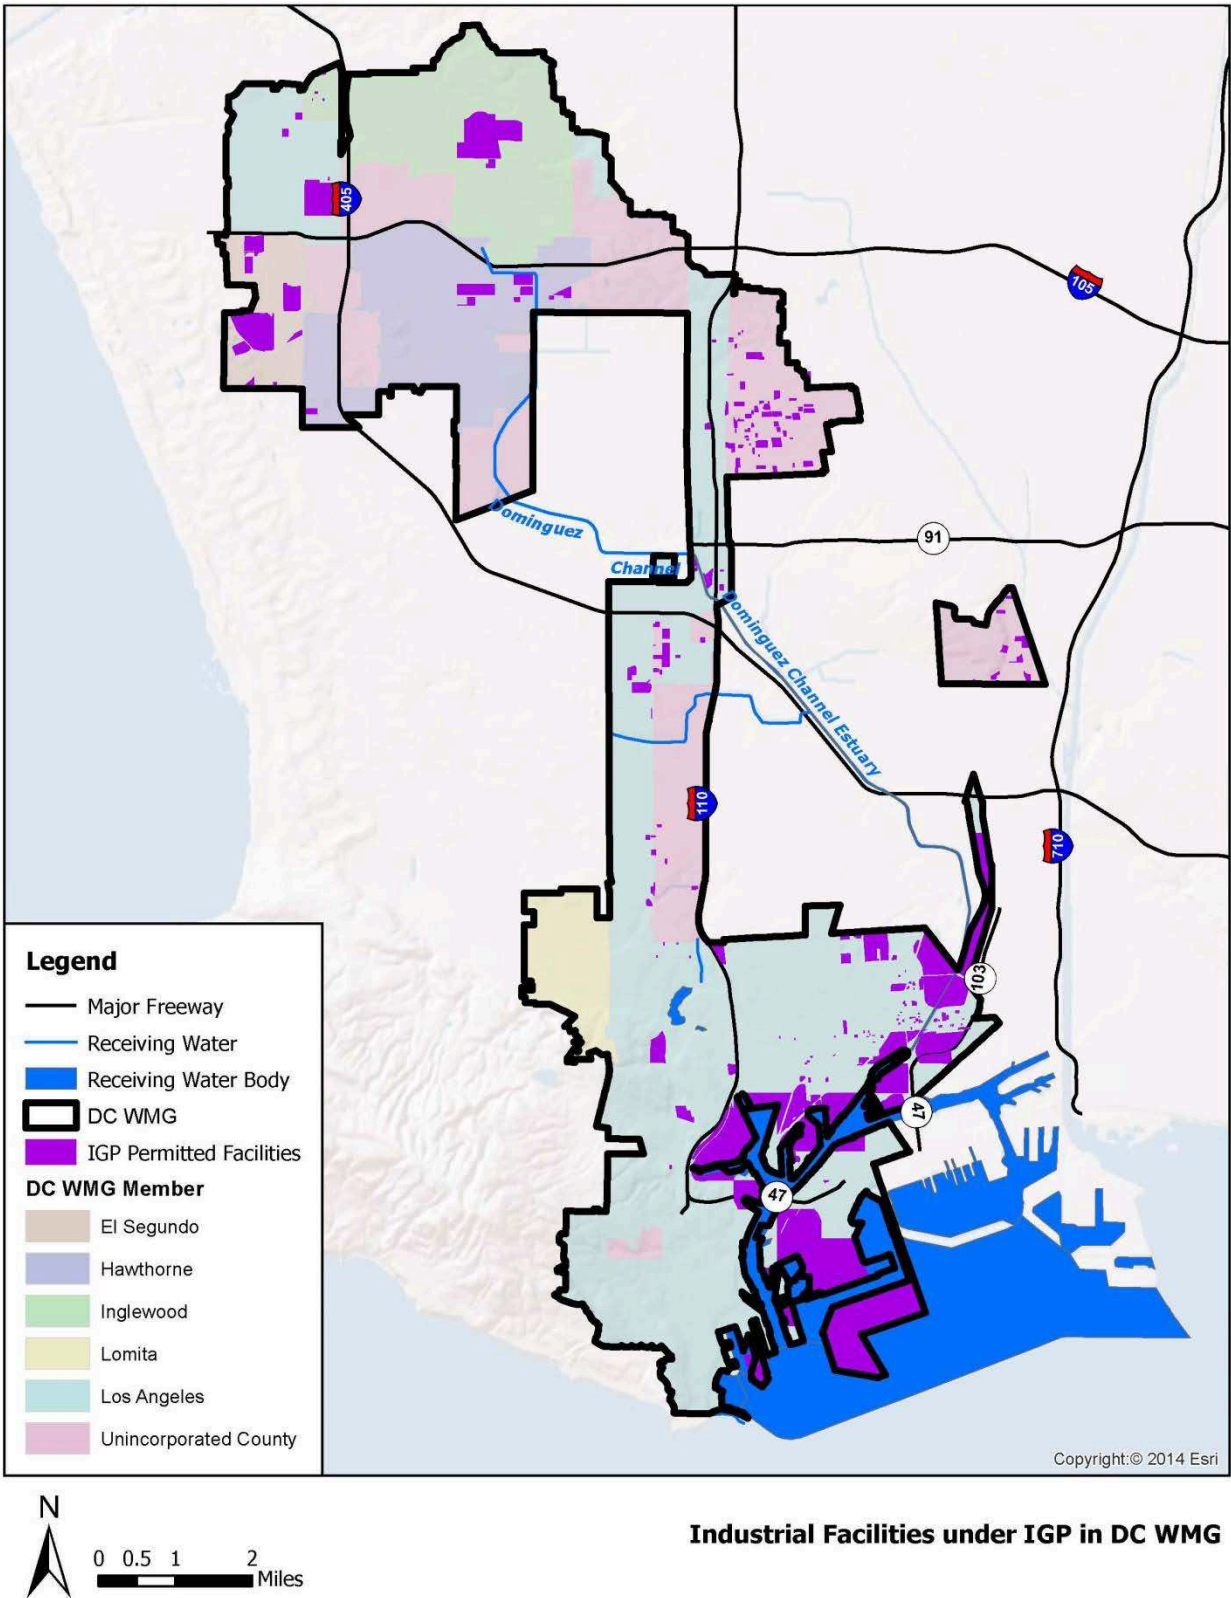 405
105
Dominguez
91
Channel
Dominguez Channel Estuary
110
710
103
47
47
Legend
Major Freeway
Receiving Water
Receiving Water Body
DC WMG
IGP Permitted Facilities
DC WMG Member
El Segundo
Hawthorne
Inglewood
Lomita
Los Angeles
Unincorporated County
Copyright:© 2014 Esri
N
0 0.5 1 2
Miles
Industrial Facilities under IGP in DC WMG